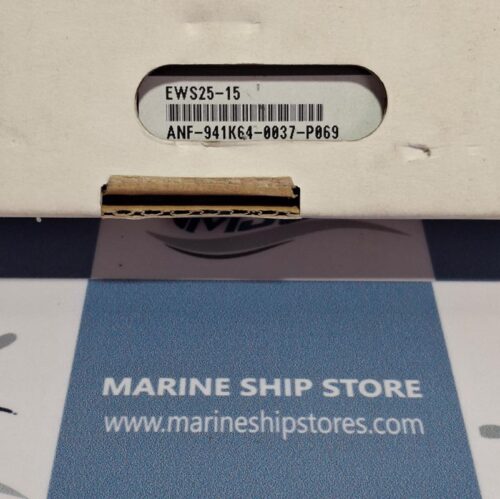 EWS25-15
ANF-941K64-0037-P069
MARINE SHIP STORE
www.marineshipstores.com